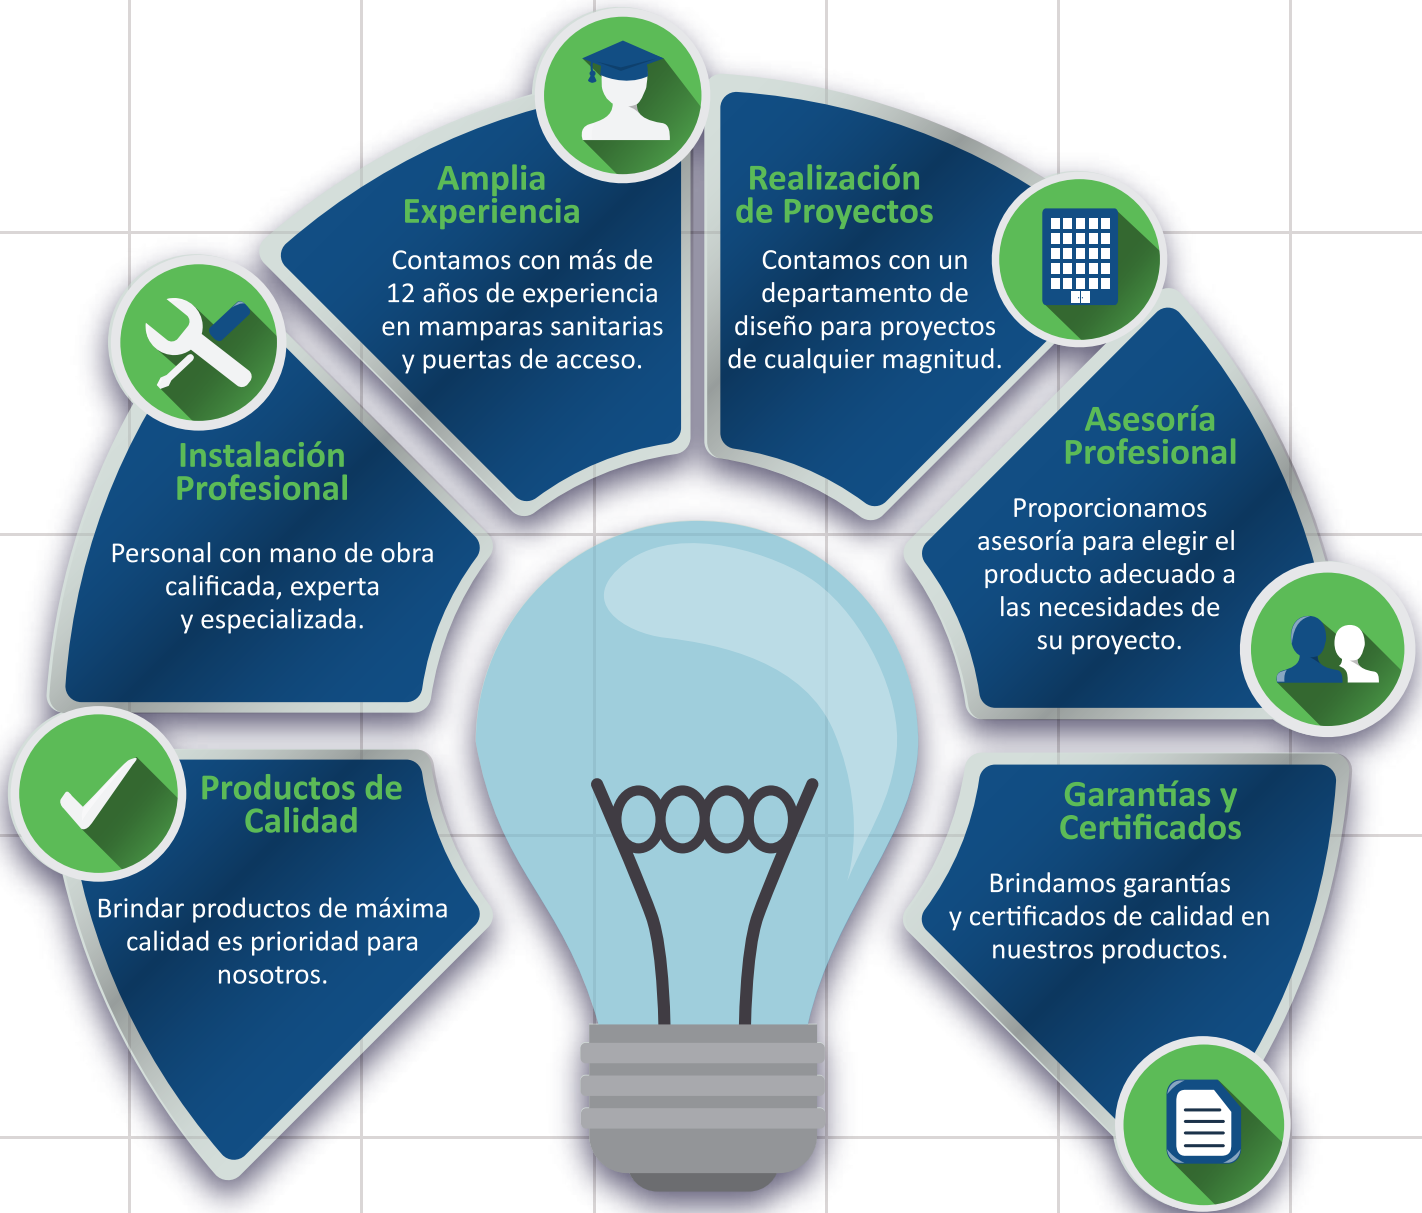 Amplia
Experiencia
Contamos con más de
12 años de experiencia
en mamparas sanitarias
y puertas de acceso.
Realización
de Proyectos
Contamos con un
departamento de
diseño para proyectos
de cualquier magnitud.
Instalación
Profesional
Personal con mano de obra
calificada, experta
y especializada.
Asesoría
Profesional
Proporcionamos
asesoría para elegir el
producto adecuado a
las necesidades de
su proyecto.
Productos de
Calidad
Brindar productos de máxima
calidad es prioridad para
nosotros.
Garantías y
Certificados
Brindamos garantías
y certificados de calidad en
nuestros productos.